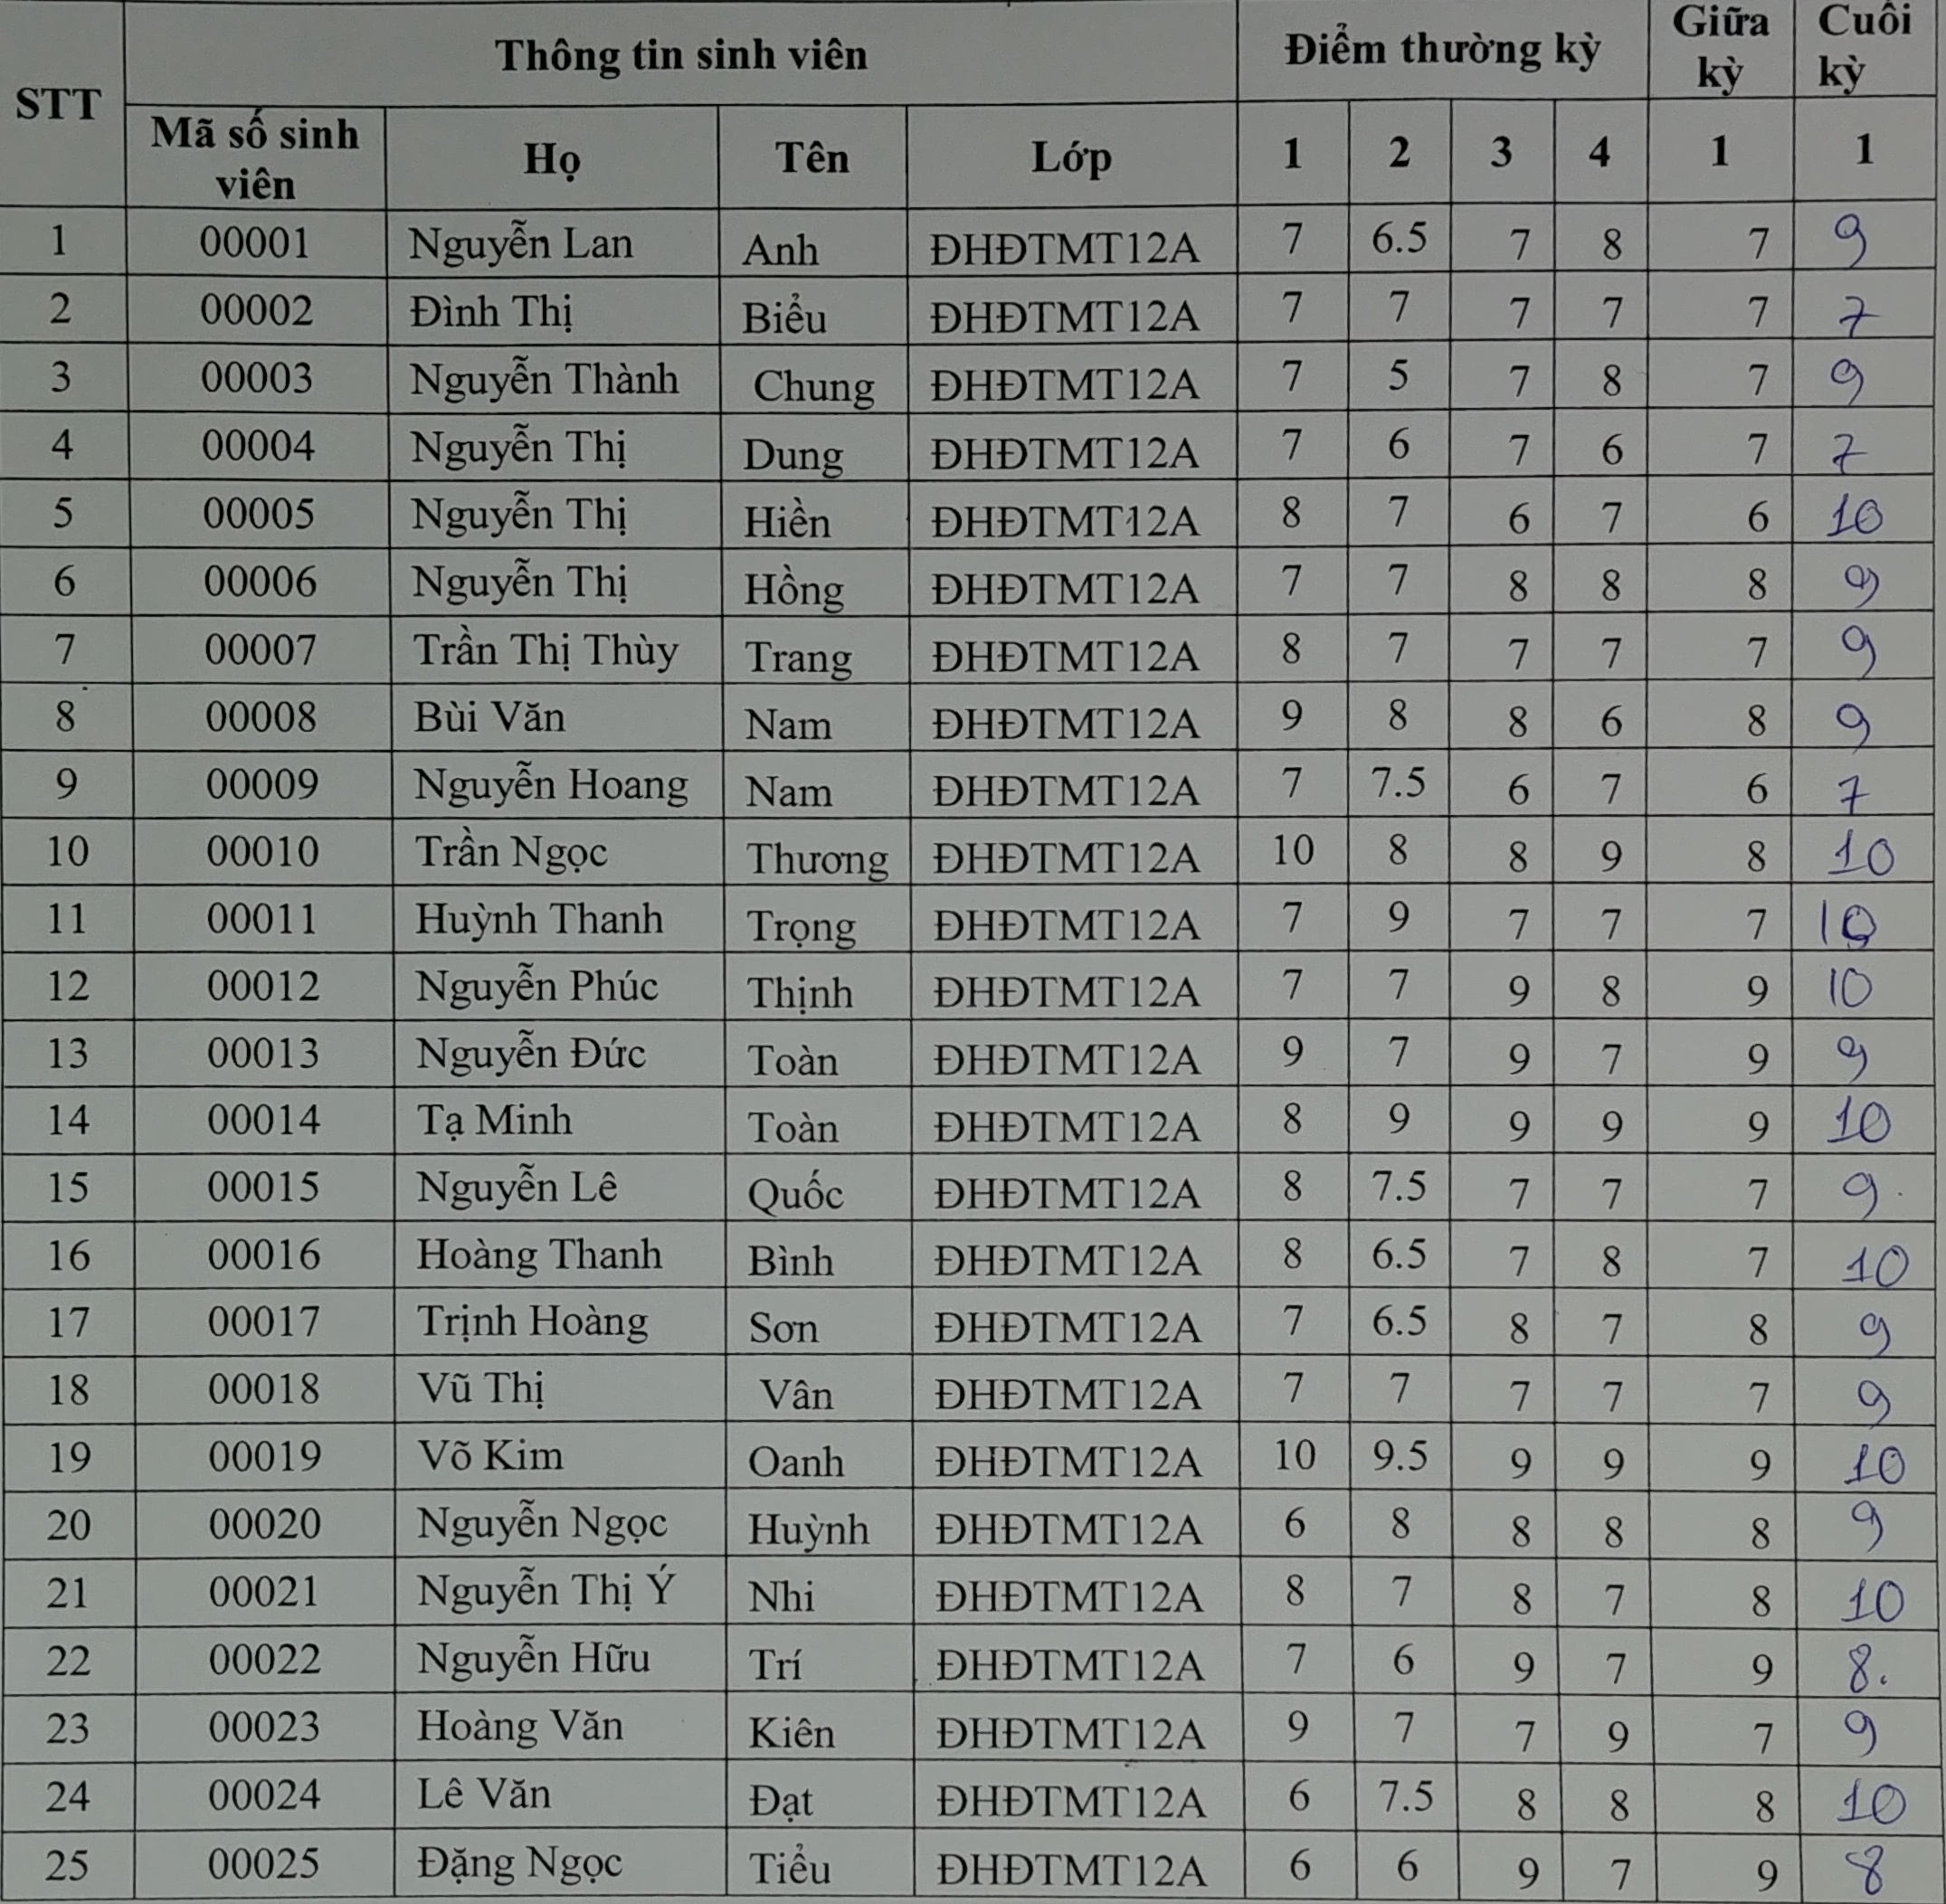 STT Thông tin sinh viên Điểm thường kỳ Giữa kỳ Cuối kỳ
Mã số sinh viên Họ Tên Lớp 1 2 3 4 1 1
1 00001 Nguyễn Lan Anh ĐHĐTMT12A 7 6.5 7 8 7 9
2 00002 Đình Thị Biểu ĐHĐTMT12A 7 7 7 7 7 7
3 00003 Nguyễn Thành Chung ĐHĐTMT12A 7 5 7 8 7 9
4 00004 Nguyễn Thị Dung ĐHĐTMT12A 7 6 7 6 7 7
5 00005 Nguyễn Thị Hiền ĐHĐTMT12A 8 7 6 7 6 10
6 00006 Nguyễn Thị Hồng ĐHĐTMT12A 7 7 8 8 8 9
7 00007 Trần Thị Thùy Trang ĐHĐTMT12A 8 7 7 7 7 9
8 00008 Bùi Văn Nam ĐHĐTMT12A 9 8 8 6 8 9
9 00009 Nguyễn Hoang Nam ĐHĐTMT12A 7 7.5 6 7 6 7
10 00010 Trần Ngọc Thương ĐHĐTMT12A 10 8 8 9 8 10
11 00011 Huỳnh Thanh Trọng ĐHĐTMT12A 7 9 7 7 7 10
12 00012 Nguyễn Phúc Thịnh ĐHĐTMT12A 7 7 9 8 9 10
13 00013 Nguyễn Đức Toàn ĐHĐTMT12A 9 7 9 7 9 9
14 00014 Tạ Minh Toàn ĐHĐTMT12A 8 9 9 9 9 10
15 00015 Nguyễn Lê Quốc ĐHĐTMT12A 8 7.5 7 7 7 9
16 00016 Hoàng Thanh Bình ĐHĐTMT12A 8 6.5 7 8 7 10
17 00017 Trịnh Hoàng Sơn ĐHĐTMT12A 7 6.5 8 7 8 9
18 00018 Vũ Thị Vân ĐHĐTMT12A 7 7 7 7 7 9
19 00019 Võ Kim Oanh ĐHĐTMT12A 10 9.5 9 9 9 10
20 00020 Nguyễn Ngọc Huỳnh ĐHĐTMT12A 6 8 8 8 8 9
21 00021 Nguyễn Thị Ý Nhi ĐHĐTMT12A 8 7 8 7 8 10
22 00022 Nguyễn Hữu Trí ĐHĐTMT12A 7 6 9 7 9 8.
23 00023 Hoàng Văn Kiên ĐHĐTMT12A 9 7 7 9 7 9
24 00024 Lê Văn Đạt ĐHĐTMT12A 6 7.5 8 8 8 10
25 00025 Đặng Ngọc Tiểu ĐHĐTMT12A 6 6 9 7 9 8